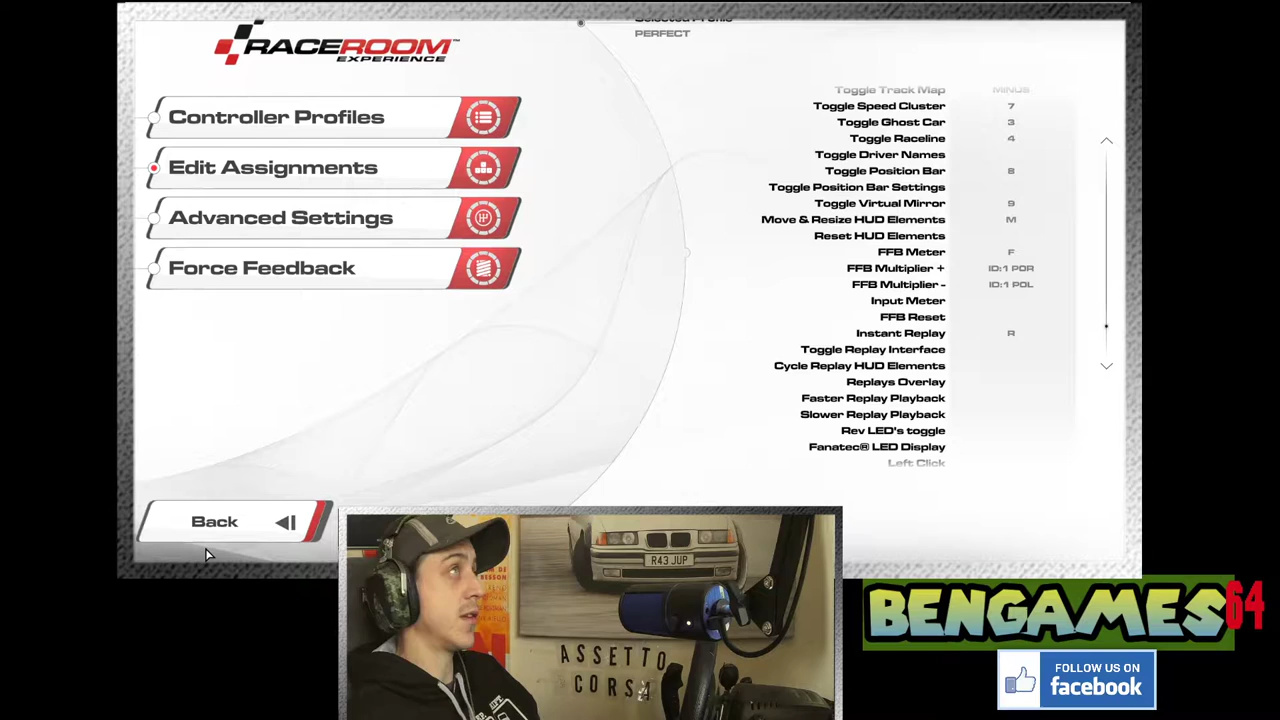 Selected Profile
PERFECT
RACEROOM
EXPERIENCE
Controller Profiles
Edit Assignments
Advanced Settings
Force Feedback
Toggle Track Map MINUS
Toggle Speed Cluster 7
Toggle Ghost Car 3
Toggle Raceline 4
Toggle Driver Names
Toggle Position Bar 8
Toggle Position Bar Settings
Toggle Virtual Mirror 9
Move & Resize HUD Elements M
Reset HUD Elements
FFB Meter F
FFB Multiplier + ID:1 P0R
FFB Multiplier - ID:1 P0L
Input Meter
FFB Reset
Instant Replay R
Toggle Replay Interface
Cycle Replay HUD Elements
Replays Overlay
Faster Replay Playback
Slower Replay Playback
Rev LED's toggle
Fanatec® LED Display
Left Click
Back
R43 JUP
ASSETTO
CORSA
BENGAMES64
FOLLOW US ON
facebook